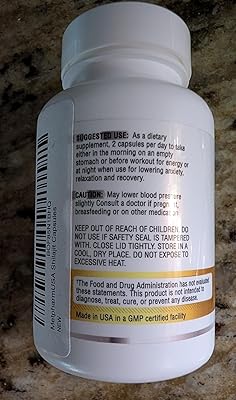 SUGGESTED USE: As a dietary
supplement, 2 capsules per day to take
either in the morning on an empty
stomach or before workout for energy or
at night when use for lowering anxiety,
relaxation and recovery.
CAUTION: May lower blood pressure
slightly Consult a doctor if pregnant,
breasfeeding or on other medication
KEEP OUT OF REACH OF CHILDREN. DO
NOT USE IF SAFETY SEAL IS TAMPERED
WITH. CLOSE LID TIGHTLY. STORE IN A
COOL, DRY PLACE. DO NOT EXPOSE TO
EXCESSIVE HEAT.
*The Food and Drug Administration has not evaluated
these statements. This product is not intended to
diagnose, treat, cure, or prevent any disease.
Made in USA in a GMP certified facility
MetpharmUSA Shilajit Capsules
NEW